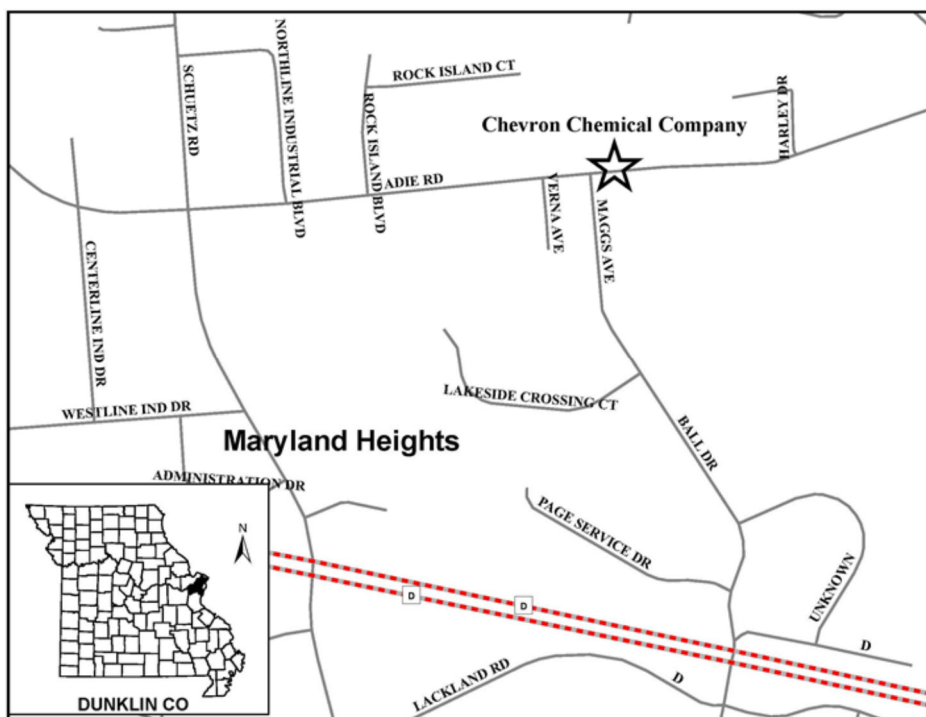 ROCK ISLAND CT
NORTHLINE INDUSTRIAL BLVD
SCHUETZ RD
ROCK ISLAND BLVD
HARLEY DR
Chevron Chemical Company
ADIE RD
VERNA AVE
MAGGS AVE
CENTERLINE IND DR
LAKESIDE CROSSING CT
WESTLINE IND DR
Maryland Heights
BALL DR
ADMINISTRATION DR
PAGE SERVICE DR
N
UNKNOWN
D
D
D
LACKLAND RD
D
DUNKLIN CO